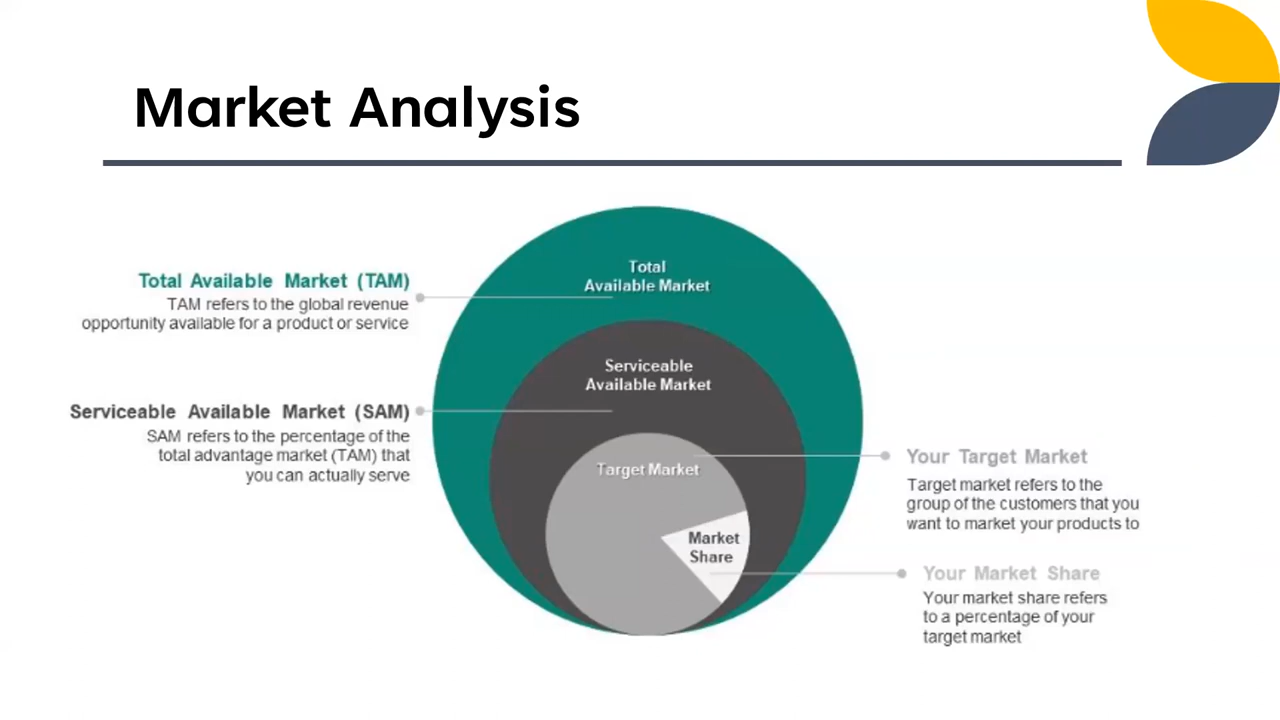 Market Analysis
Total Available Market (TAM)
TAM refers to the global revenue
opportunity available for a product or service
Serviceable Available Market (SAM)
SAM refers to the percentage of the
total advantage market (TAM) that
you can actually serve
Total
Available Market
Serviceable
Available Market
Target Market
Market
Share
Your Target Market
Target market refers to the
group of the customers that you
want to market your products to
Your Market Share
Your market share refers
to a percentage of your
target market